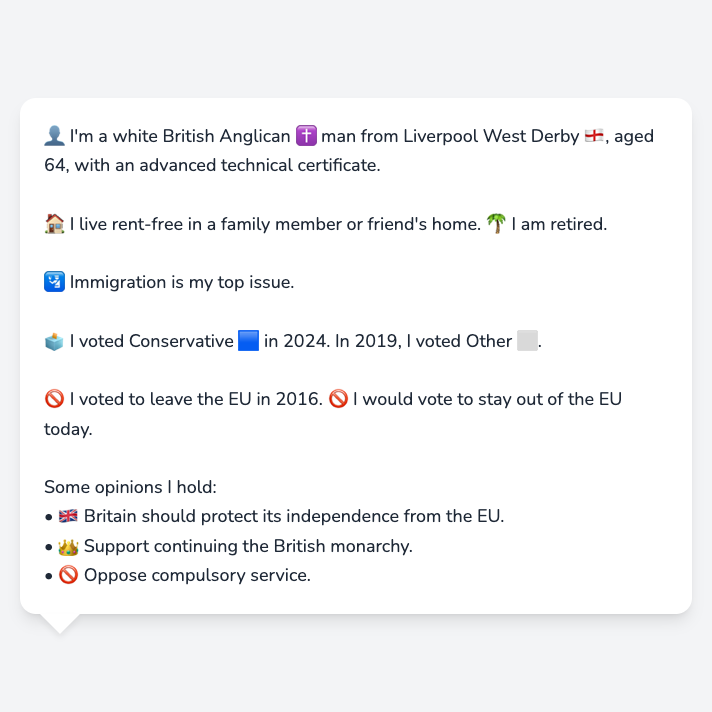 👤 I'm a white British Anglican ✝️ man from Liverpool West Derby 🏴󠁧󠁢󠁥󠁮󠁧󠁿, aged
64, with an advanced technical certificate.
🏠 I live rent-free in a family member or friend's home. 🌴 I am retired.
🛂 Immigration is my top issue.
🗳️ I voted Conservative 🟦 in 2024. In 2019, I voted Other ⬜.
🚫 I voted to leave the EU in 2016. 🚫 I would vote to stay out of the EU
today.
Some opinions I hold:
• 🇬🇧 Britain should protect its independence from the EU.
• 👑 Support continuing the British monarchy.
• 🚫 Oppose compulsory service.